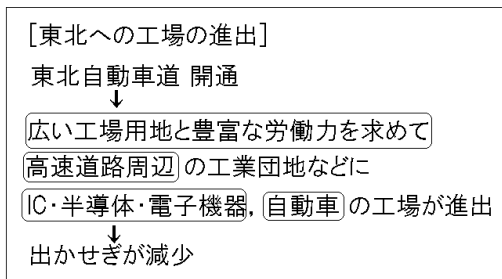 [東北への工場の進出]
東北自動車道 開通
↓
広い工場用地と豊富な労働力を求めて
高速道路周辺 の工業団地などに
IC・半導体・電子機器, 自動車 の工場が進出
↓
出かせぎが減少